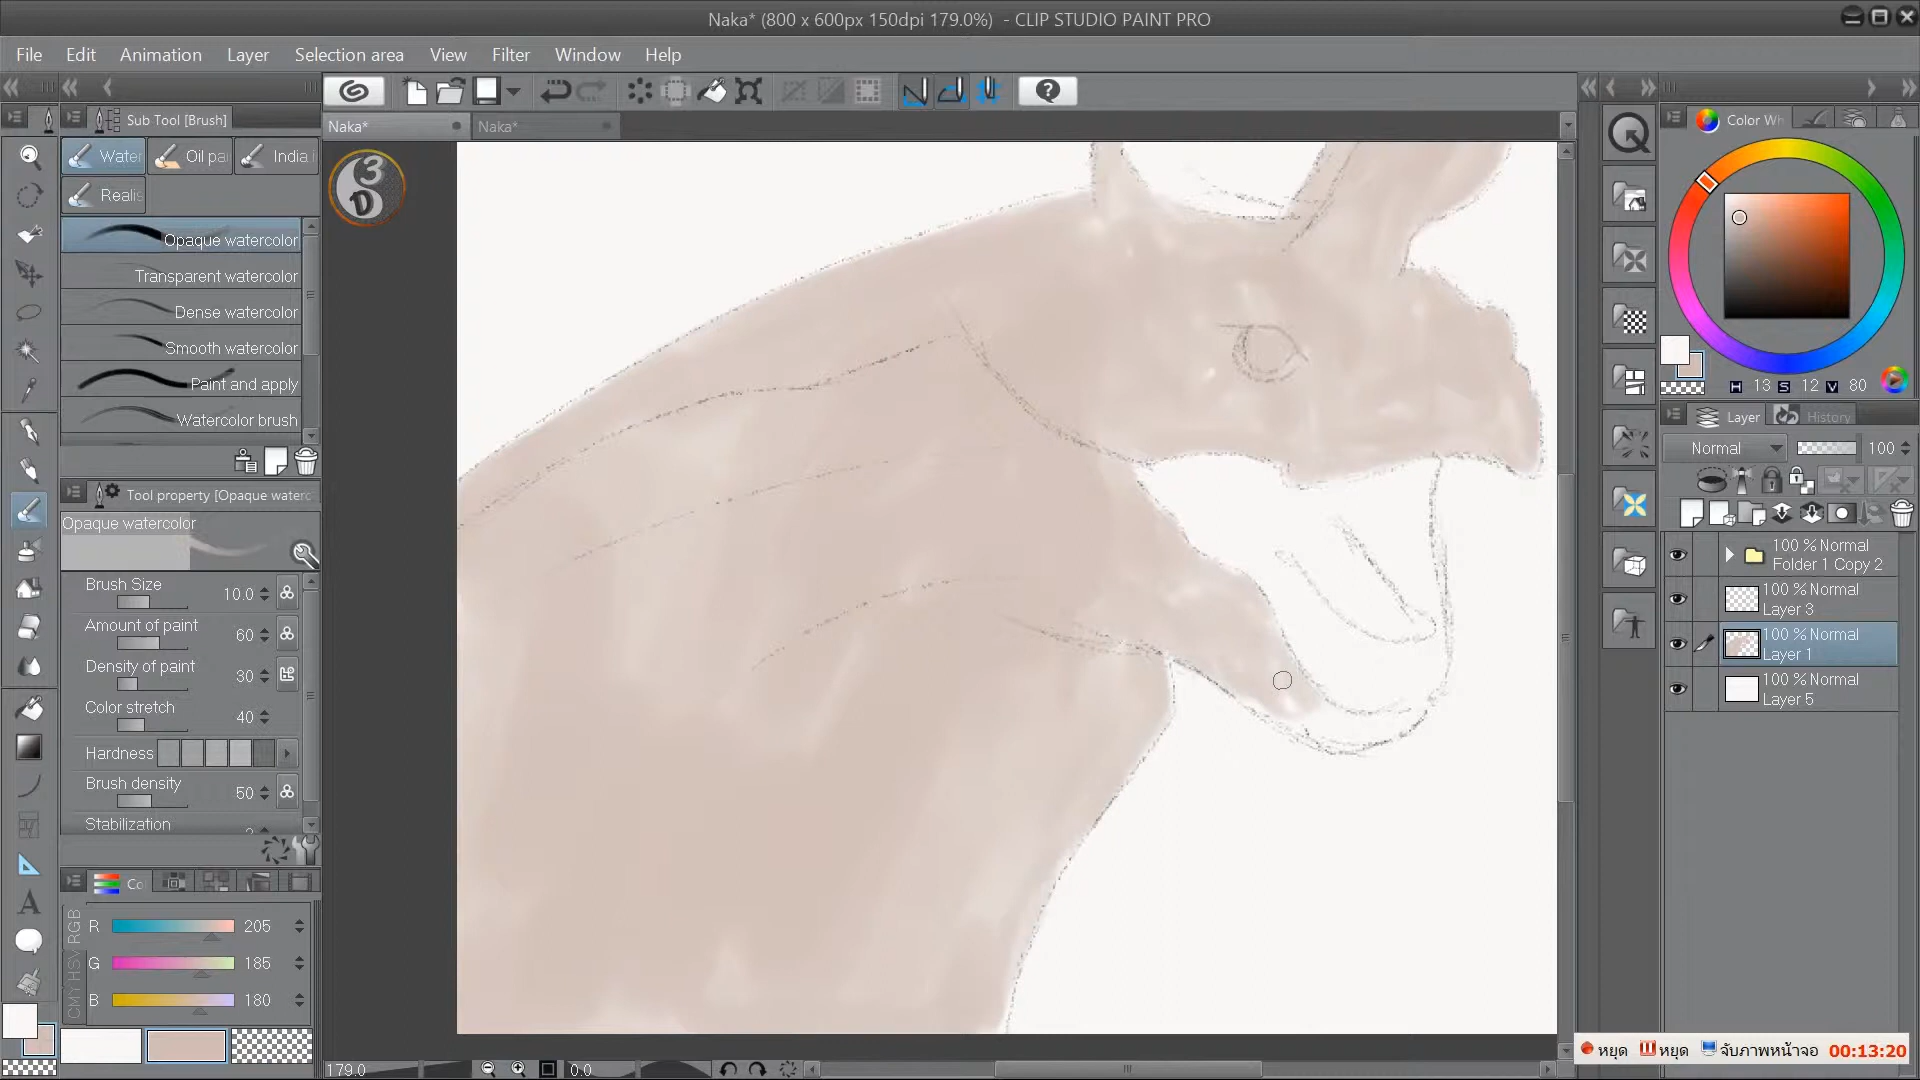 Naka* (800 x 600px 150dpi 179.0%) - CLIP STUDIO PAINT PRO
File Edit Animation Layer Selection area View Filter Window Help
Sub Tool [Brush]
Naka* Naka*
Color Wh
Water Oil pa India i
Realis
3
D
Opaque watercolor
Transparent watercolor
Dense watercolor
Smooth watercolor
Paint and apply
Watercolor brush
H 13 S 12 V 80
Layer History
Normal 100
Tool property [Opaque waterc
Opaque watercolor
Brush Size 10.0
Amount of paint 60
Density of paint 30
Color stretch 40
Hardness
Brush density 50
Stabilization
100 % Normal
Folder 1 Copy 2
100 % Normal
Layer 3
100 % Normal
Layer 1
100 % Normal
Layer 5
Co
RGB
HSV
CMY
R 205
G 185
B 180
A
179.0 0.0
หยุด หยุด จับภาพหน้าจอ 00:13:20